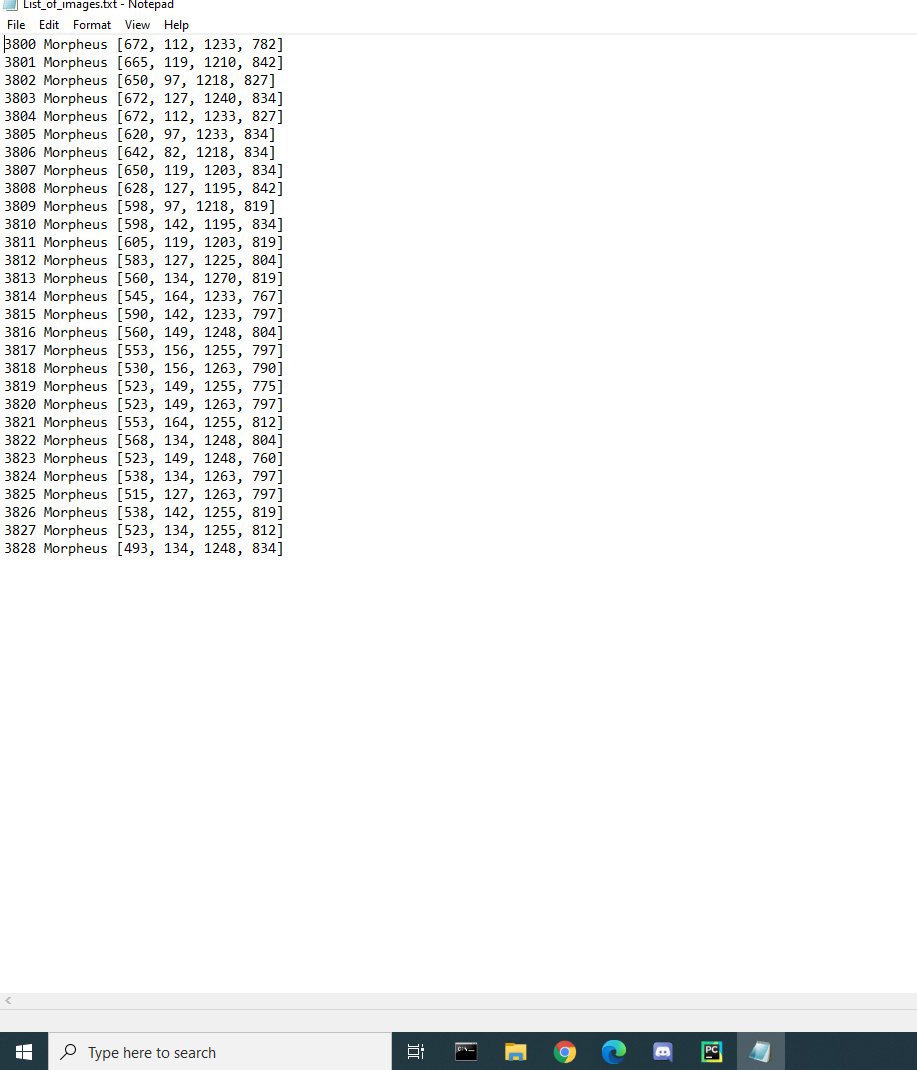 List_of_images.txt - Notepad
File Edit Format View Help
3800 Morpheus [672, 112, 1233, 782]
3801 Morpheus [665, 119, 1210, 842]
3802 Morpheus [650, 97, 1218, 827]
3803 Morpheus [672, 127, 1240, 834]
3804 Morpheus [672, 112, 1233, 827]
3805 Morpheus [620, 97, 1233, 834]
3806 Morpheus [642, 82, 1218, 834]
3807 Morpheus [650, 119, 1203, 834]
3808 Morpheus [628, 127, 1195, 842]
3809 Morpheus [598, 97, 1218, 819]
3810 Morpheus [598, 142, 1195, 834]
3811 Morpheus [605, 119, 1203, 819]
3812 Morpheus [583, 127, 1225, 804]
3813 Morpheus [560, 134, 1270, 819]
3814 Morpheus [545, 164, 1233, 767]
3815 Morpheus [590, 142, 1233, 797]
3816 Morpheus [560, 149, 1248, 804]
3817 Morpheus [553, 156, 1255, 797]
3818 Morpheus [530, 156, 1263, 790]
3819 Morpheus [523, 149, 1255, 775]
3820 Morpheus [523, 149, 1263, 797]
3821 Morpheus [553, 164, 1255, 812]
3822 Morpheus [568, 134, 1248, 804]
3823 Morpheus [523, 149, 1248, 760]
3824 Morpheus [538, 134, 1263, 797]
3825 Morpheus [515, 127, 1263, 797]
3826 Morpheus [538, 142, 1255, 819]
3827 Morpheus [523, 134, 1255, 812]
3828 Morpheus [493, 134, 1248, 834]
Type here to search
PC